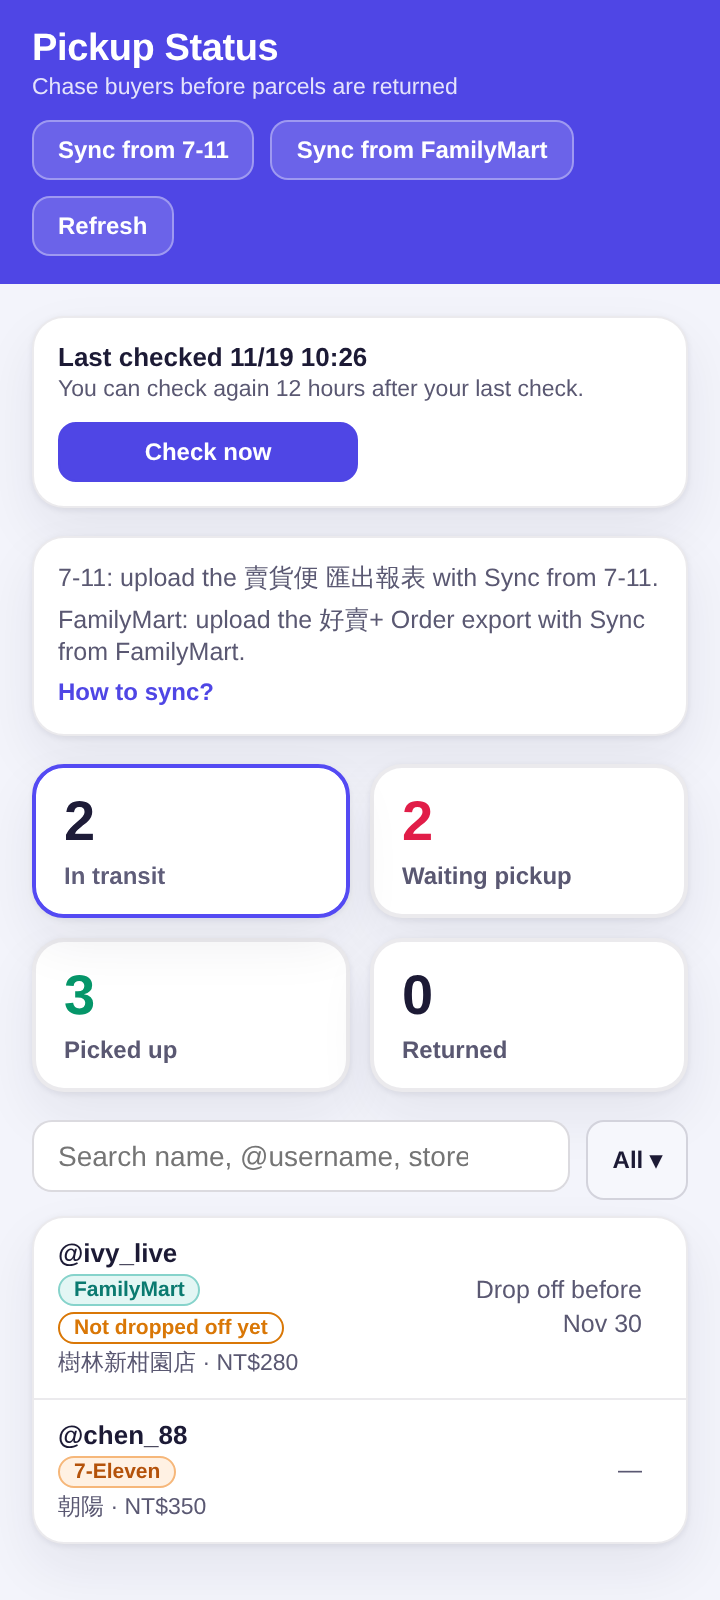 Pickup Status
Chase buyers before parcels are returned
Sync from 7-11
Sync from FamilyMart
Refresh
Last checked 11/19 10:26
You can check again 12 hours after your last check.
Check now
7-11: upload the 賣貨便 匯出報表 with Sync from 7-11.
FamilyMart: upload the 好賣+ Order export with Sync
from FamilyMart.
How to sync?
2
In transit
2
Waiting pickup
3
Picked up
0
Returned
Search name, @username, store
All ▾
@ivy_live
FamilyMart
Not dropped off yet
樹林新柑園店 · NT$280
Drop off before
Nov 30
@chen_88
7-Eleven
朝陽 · NT$350
—